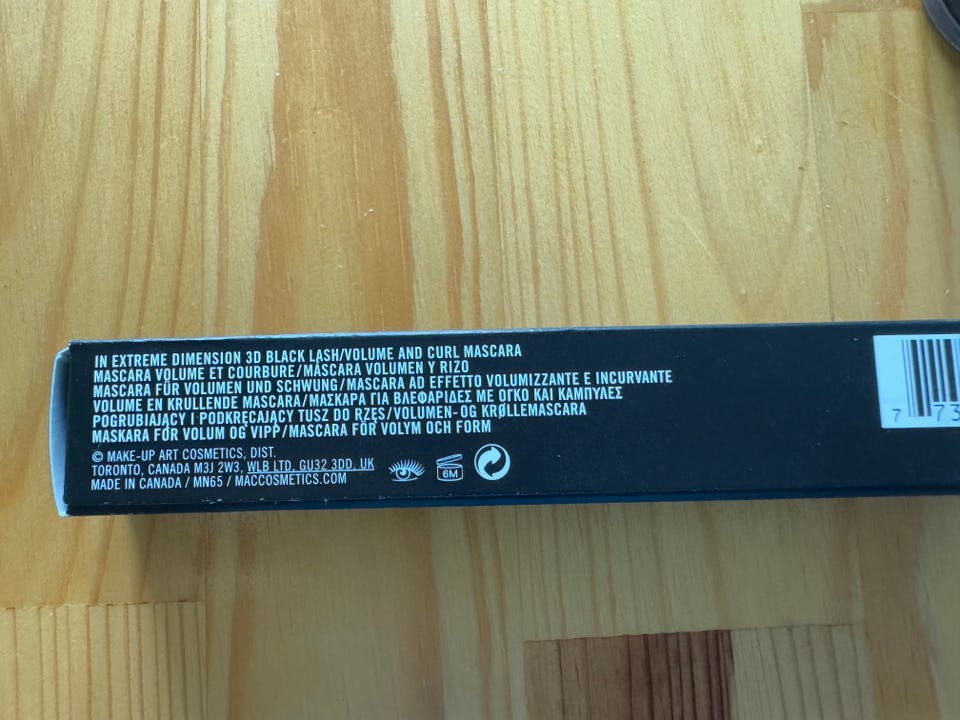 IN EXTREME DIMENSION 3D BLACK LASH/VOLUME AND CURL MASCARA
MASCARA VOLUME ET COURBURE/MÁSCARA VOLUMEN Y RIZO
MASCARA FÜR VOLUMEN UND SCHWUNG/MASCARA AD EFFETTO VOLUMIZZANTE E INCURVANTE
VOLUME EN KRULLENDE MASCARA/ΜΑΣΚΑΡΑ ΓΙΑ ΒΛΕΦΑΡΙΔΕΣ ΜΕ ΟΓΚΟ ΚΑΙ ΚΑΜΠΥΛΕΣ
POGRUBIAJĄCY I PODKRĘCAJĄCY TUSZ DO RZĘS/VOLUMEN- OG KRØLLEMASCARA
MASKARA FOR VOLUM OG VIPP/MASCARA FÖR VOLYM OCH FORM
© MAKE-UP ART COSMETICS, DIST.
TORONTO, CANADA M3J 2W3, WLB LTD, GU32 3DD, UK
MADE IN CANADA / MN65 / MACCOSMETICS.COM
6M
7 73